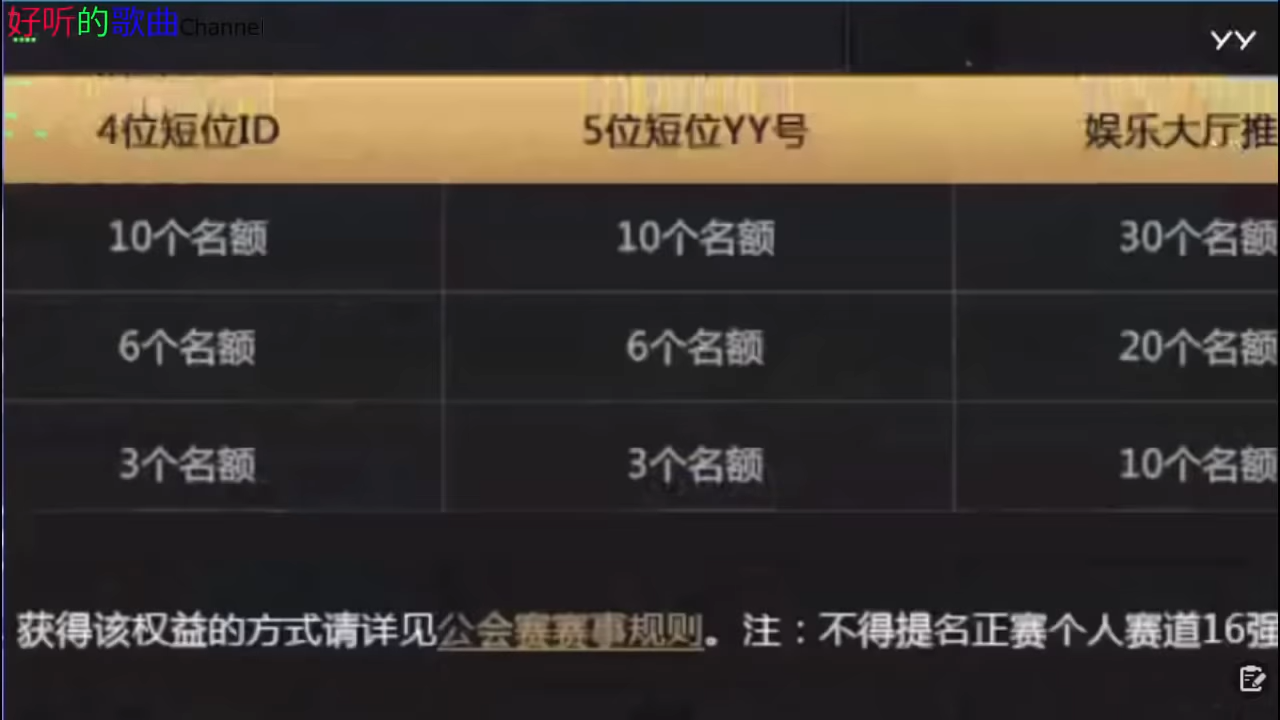 好听的歌曲Channel
YY
4位短位ID 5位短位YY号 娱乐大厅推
10个名额 10个名额 30个名额
6个名额 6个名额 20个名额
3个名额 3个名额 10个名额
获得该权益的方式请详见公会赛赛事规则。注：不得提名正赛个人赛道16强